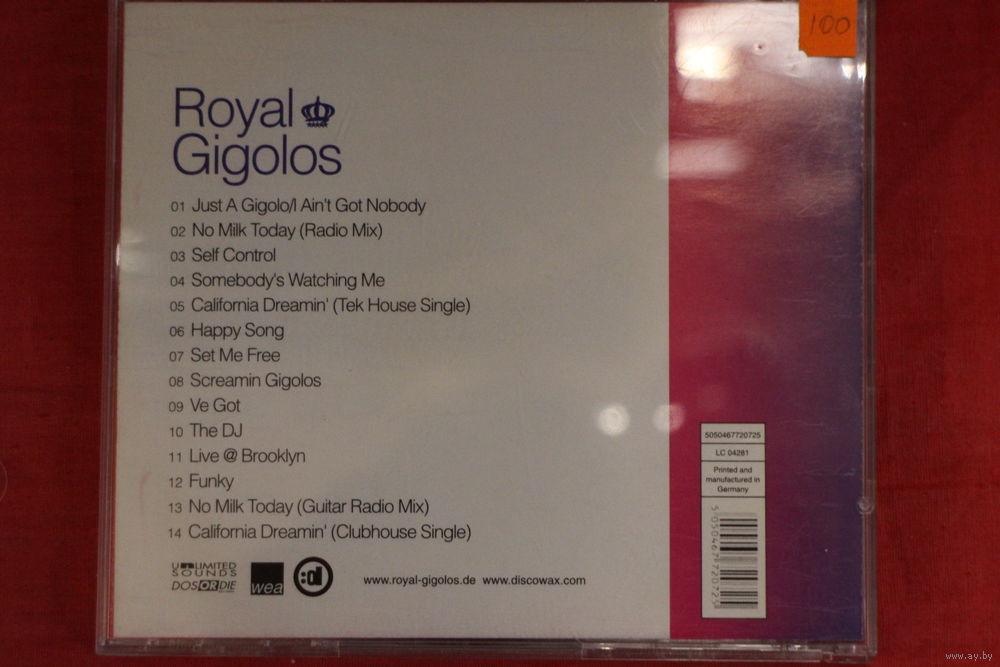 100
Royal
Gigolos
01 Just A Gigolo/I Ain't Got Nobody
02 No Milk Today (Radio Mix)
03 Self Control
04 Somebody's Watching Me
05 California Dreamin' (Tek House Single)
06 Happy Song
07 Set Me Free
08 Screamin Gigolos
09 Ve Got
10 The DJ
11 Live @ Brooklyn
12 Funky
13 No Milk Today (Guitar Radio Mix)
14 California Dreamin' (Clubhouse Single)
UNLIMITED
SOUNDS
DOS OR DIE
wea
:d
www.royal-gigolos.de www.discowax.com
5050467720725
LC 04281
Printed and
manufactured in
Germany
5 050467 720725
www.ay.by